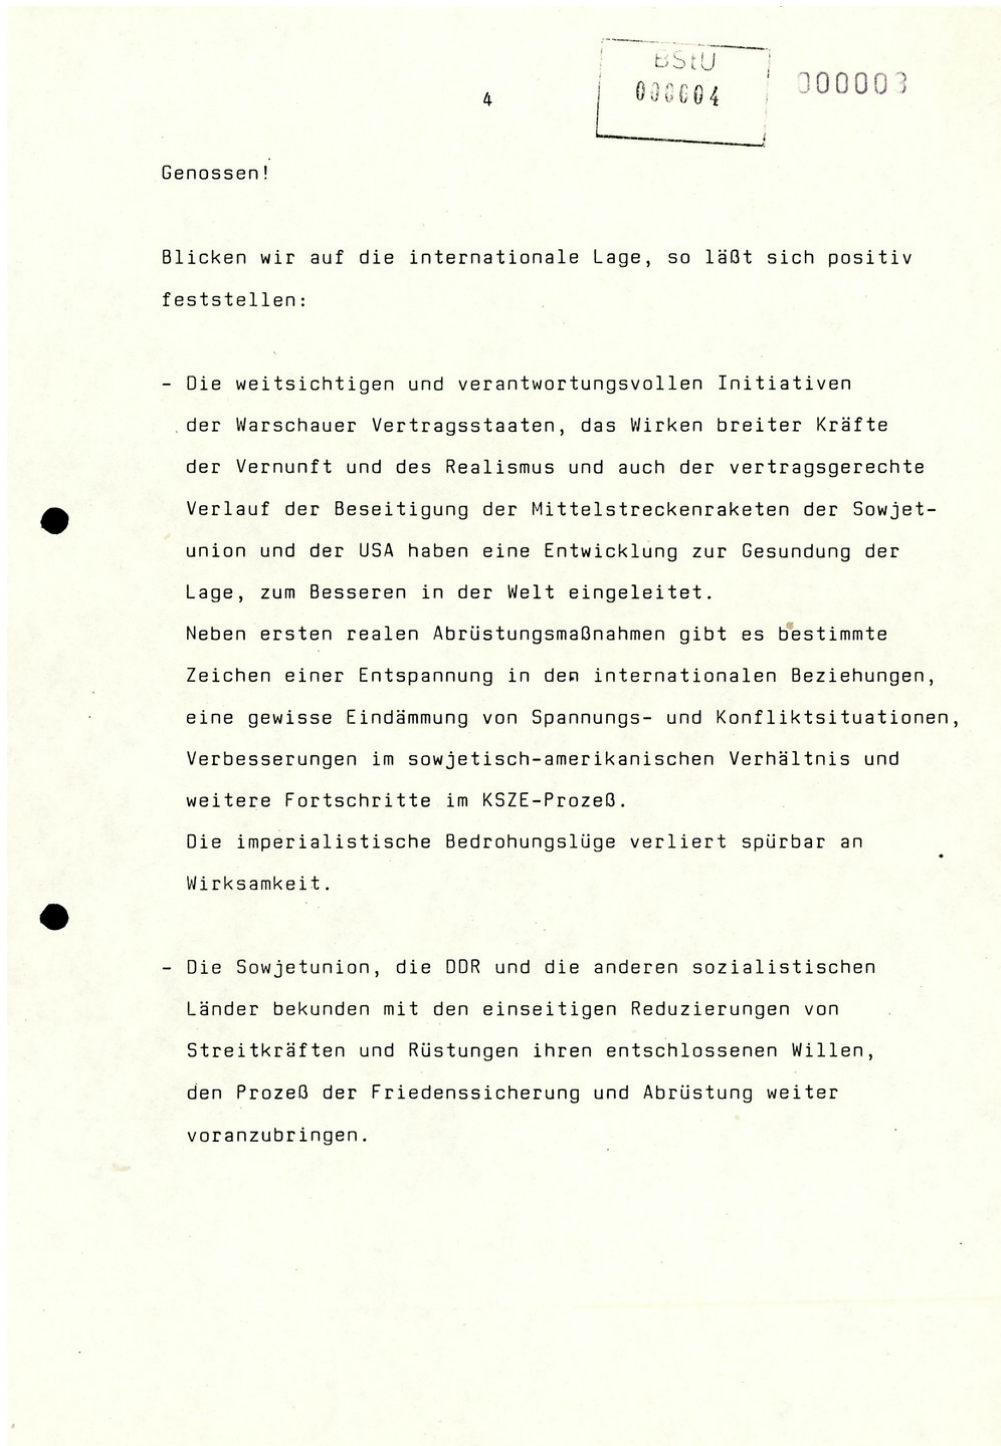 BStU
000004
000003
4
Genossen!
Blicken wir auf die internationale Lage, so läßt sich positiv
feststellen:
- Die weitsichtigen und verantwortungsvollen Initiativen
der Warschauer Vertragsstaaten, das Wirken breiter Kräfte
der Vernunft und des Realismus und auch der vertragsgerechte
Verlauf der Beseitigung der Mittelstreckenraketen der Sowjet-
union und der USA haben eine Entwicklung zur Gesundung der
Lage, zum Besseren in der Welt eingeleitet.
Neben ersten realen Abrüstungsmaßnahmen gibt es bestimmte
Zeichen einer Entspannung in den internationalen Beziehungen,
eine gewisse Eindämmung von Spannungs- und Konfliktsituationen,
Verbesserungen im sowjetisch-amerikanischen Verhältnis und
weitere Fortschritte im KSZE-Prozeß.
Die imperialistische Bedrohungslüge verliert spürbar an
Wirksamkeit.
- Die Sowjetunion, die DDR und die anderen sozialistischen
Länder bekunden mit den einseitigen Reduzierungen von
Streitkräften und Rüstungen ihren entschlossenen Willen,
den Prozeß der Friedenssicherung und Abrüstung weiter
voranzubringen.